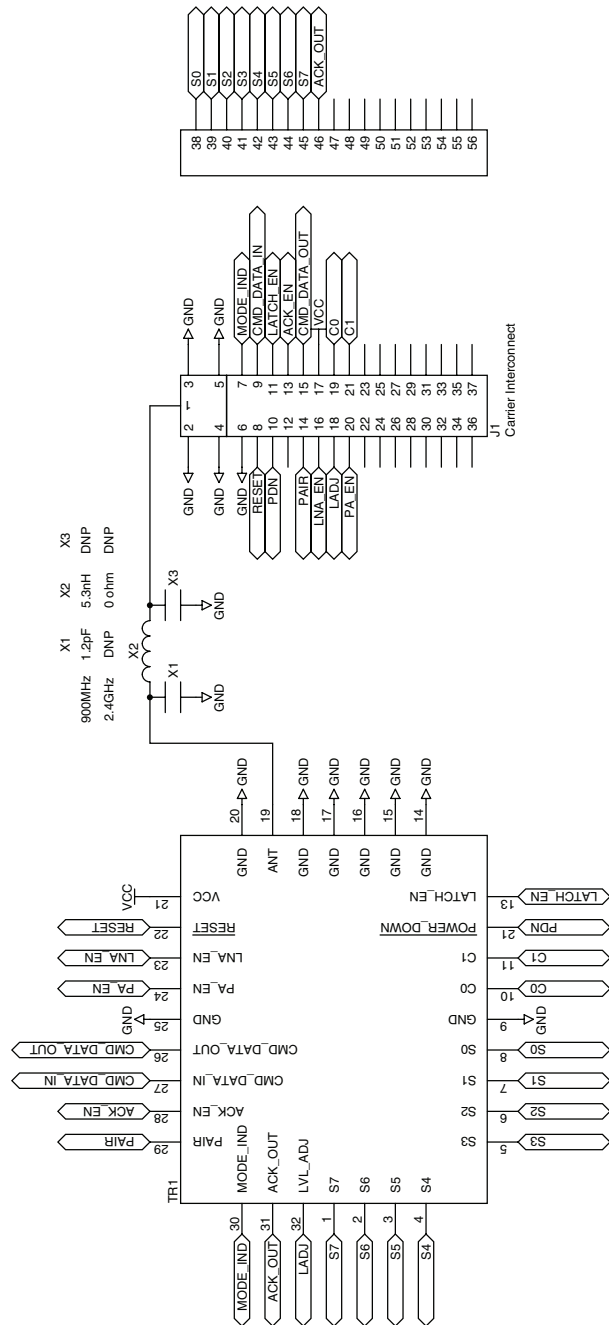 900MHz 2.4GHz
X1 1.2pF DNP
X2 5.3nH 0 ohm
X3 DNP DNP
X1
X2
X3
GND
GND
TR1
MODE_IND 30 MODE_IND
ACK_OUT 31 ACK_OUT
LADJ 32 LVL_ADJ
S7 1 S7
S6 2 S6
S5 3 S5
S4 4 S4
S3 5 S3
S2 6 S2
S1 7 S1
S0 8 S0
GND 9 GND
C0 10 C0
C1 11 C1
POWER_DOWN 21 PDN
LATCH_EN 13 LATCH_EN
GND 14 GND
GND 15 GND
GND 16 GND
GND 17 GND
GND 18 GND
ANT 19
GND 20 GND
VCC 21 VCC
RESET 22 RESET
LNA_EN 23 LNA_EN
PA_EN 24 PA_EN
GND 25 GND
CMD_DATA_OUT 26 CMD_DATA_OUT
CMD_DATA_IN 27 CMD_DATA_IN
ACK_EN 28 ACK_EN
PAIR 29 PAIR
1
GND 2 3 GND
GND 4 5 GND
GND 6 7 MODE_IND
RESET 8 9 CMD_DATA_IN
PDN 10 11 LATCH_EN
12 13 ACK_EN
PAIR 14 15 CMD_DATA_OUT
LNA_EN 16 17 VCC
LADJ 18 19 C0
PA_EN 20 21 C1
22 23
24 25
26 27
28 29
30 31
32 33
34 35
36 37
J1
Carrier Interconnect
38 S0
39 S1
40 S2
41 S3
42 S4
43 S5
44 S6
45 S7
46 ACK_OUT
47
48
49
50
51
52
53
54
55
56